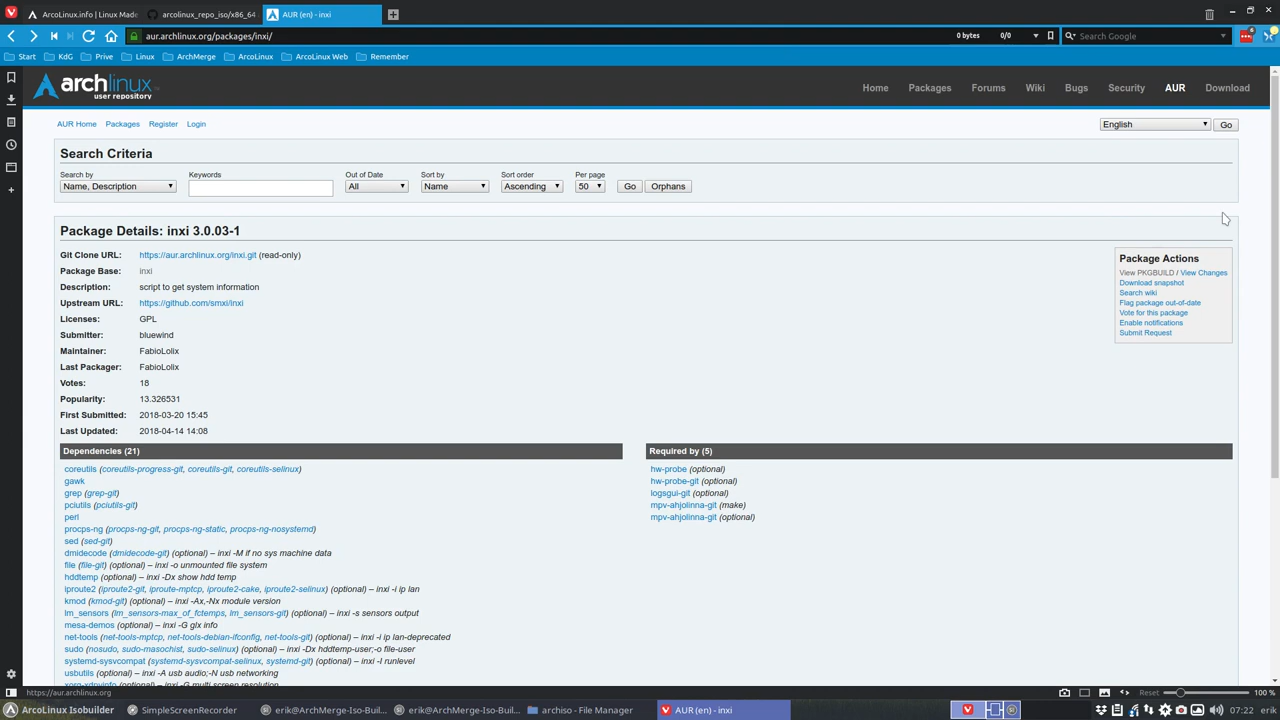 ArcoLinux.info | Linux Made
arcolinux_repo_iso/x86_64
AUR (en) - inxi
aur.archlinux.org/packages/inxi/
0 bytes
0/0
Search Google
Start
KdG
Prive
Linux
ArchMerge
ArcoLinux
ArcoLinux Web
Remember
archlinux
user repository
Home
Packages
Forums
Wiki
Bugs
Security
AUR
Download
AUR Home
Packages
Register
Login
English
Go
Search Criteria
Search by
Keywords
Out of Date
Sort by
Sort order
Per page
Name, Description
All
Name
Ascending
50
Go
Orphans
Package Details: inxi 3.0.03-1
Git Clone URL: https://aur.archlinux.org/inxi.git (read-only)
Package Base: inxi
Description: script to get system information
Upstream URL: https://github.com/smxi/inxi
Licenses: GPL
Submitter: bluewind
Maintainer: FabioLolix
Last Packager: FabioLolix
Votes: 18
Popularity: 13.326531
First Submitted: 2018-03-20 15:45
Last Updated: 2018-04-14 14:08
Package Actions
View PKGBUILD / View Changes
Download snapshot
Search wiki
Flag package out-of-date
Vote for this package
Enable notifications
Submit Request
Dependencies (21)
coreutils (coreutils-progress-git, coreutils-git, coreutils-selinux)
gawk
grep (grep-git)
pciutils (pciutils-git)
perl
procps-ng (procps-ng-git, procps-ng-static, procps-ng-nosystemd)
sed (sed-git)
dmidecode (dmidecode-git) (optional) – inxi -M if no sys machine data
file (file-git) (optional) – inxi -o unmounted file system
hddtemp (optional) – inxi -Dx show hdd temp
iproute2 (iproute2-git, iproute-mptcp, iproute2-cake, iproute2-selinux) (optional) – inxi -i ip lan
kmod (kmod-git) (optional) – inxi -Ax,-Nx module version
lm_sensors (lm_sensors-max_of_fctemps, lm_sensors-git) (optional) – inxi -s sensors output
mesa-demos (optional) – inxi -G glx info
net-tools (net-tools-mptcp, net-tools-debian-ifconfig, net-tools-git) (optional) – inxi -i ip lan-deprecated
sudo (nosudo, sudo-masochist, sudo-selinux) (optional) – inxi -Dx hddtemp-user;-o file-user
systemd-sysvcompat (systemd-sysvcompat-selinux, systemd-git) (optional) – inxi -I runlevel
usbutils (optional) – inxi -A usb audio;-N usb networking
xorg-xdpyinfo (optional) – inxi -G multi screen resolution
Required by (5)
hw-probe (optional)
hw-probe-git (optional)
logsgui-git (optional)
mpv-ahjolinna-git (make)
mpv-ahjolinna-git (optional)
https://aur.archlinux.org
Reset
100 %
ArcoLinux Isobuilder
SimpleScreenRecorder
erik@ArchMerge-Iso-Buil...
erik@ArchMerge-Iso-Buil...
archiso - File Manager
AUR (en) - inxi
07:22
erik